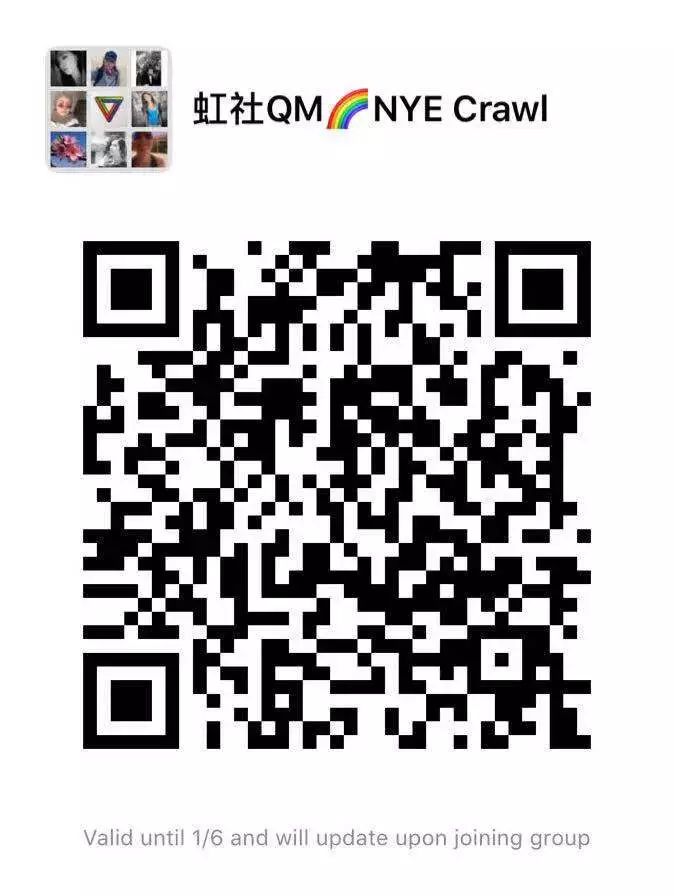 虹社QM🌈NYE Crawl
Valid until 1/6 and will update upon joining group